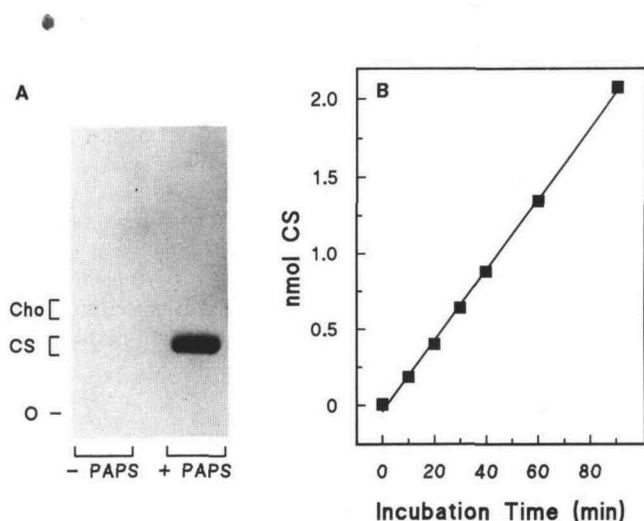 A
Cho [
CS [
O –
– PAPS + PAPS
B
nmol CS
2.0
1.5
1.0
0.5
0
0 20 40 60 80
Incubation Time (min)